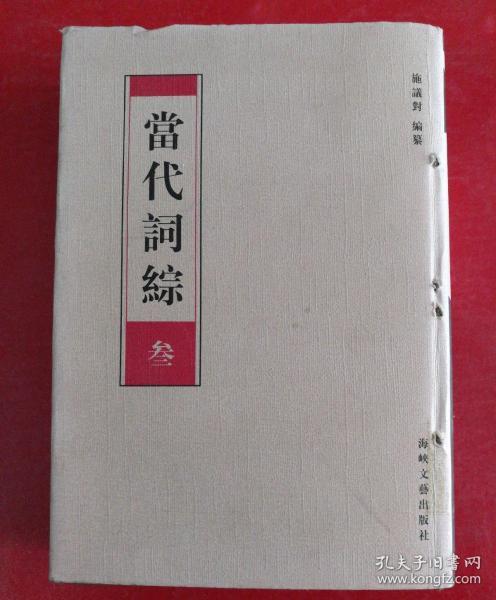 當代詞綜
叁
施議對 編纂
海峽文藝出版社
孔夫子旧书网
www.kongfz.com